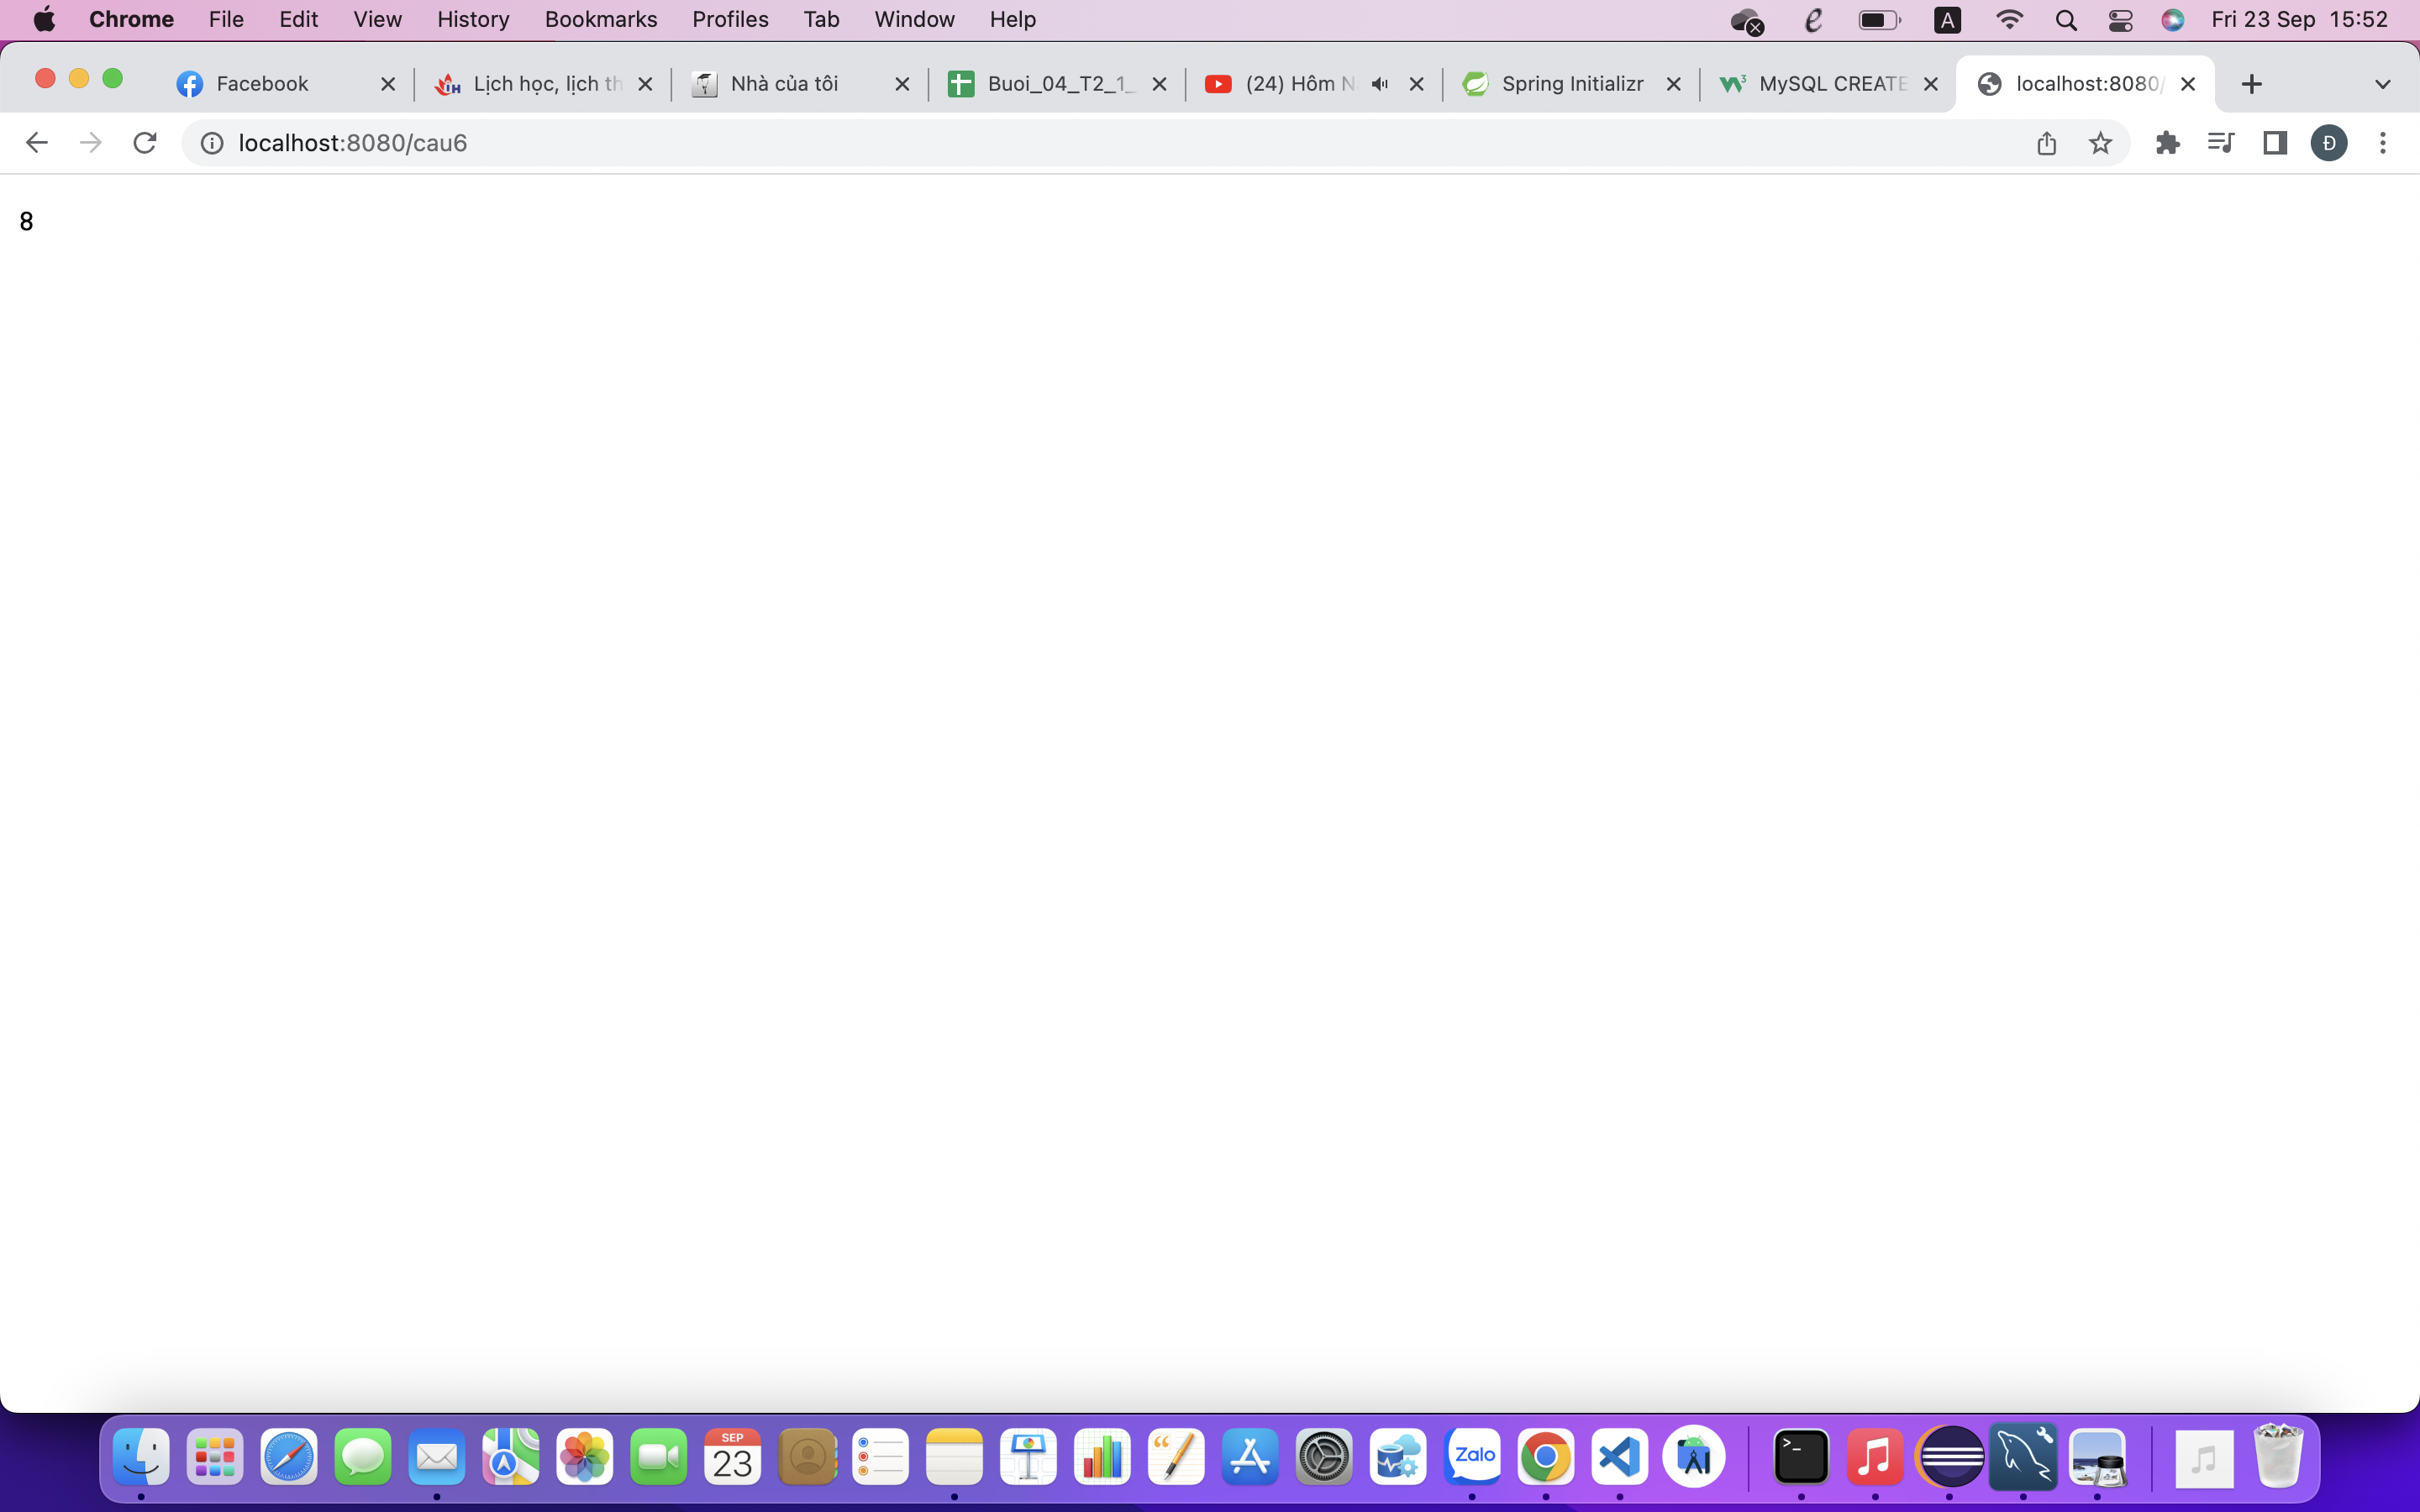 Chrome File Edit View History Bookmarks Profiles Tab Window Help A Fri 23 Sep 15:52
Facebook Lịch học, lịch th Nhà của tôi Buoi_04_T2_1_ (24) Hôm N Spring Initializr MySQL CREATE localhost:8080/
localhost:8080/cau6 Đ
8
SEP
23
Zalo